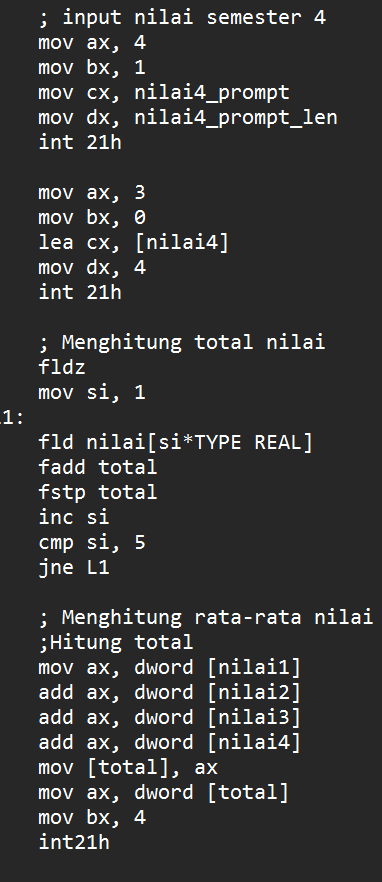 ; input nilai semester 4
mov ax, 4
mov bx, 1
mov cx, nilai4_prompt
mov dx, nilai4_prompt_len
int 21h
mov ax, 3
mov bx, 0
lea cx, [nilai4]
mov dx, 4
int 21h
; Menghitung total nilai
fldz
mov si, 1
1:
fld nilai[si*TYPE REAL]
fadd total
fstp total
inc si
cmp si, 5
jne L1
; Menghitung rata-rata nilai
;Hitung total
mov ax, dword [nilai1]
add ax, dword [nilai2]
add ax, dword [nilai3]
add ax, dword [nilai4]
mov [total], ax
mov ax, dword [total]
mov bx, 4
int21h